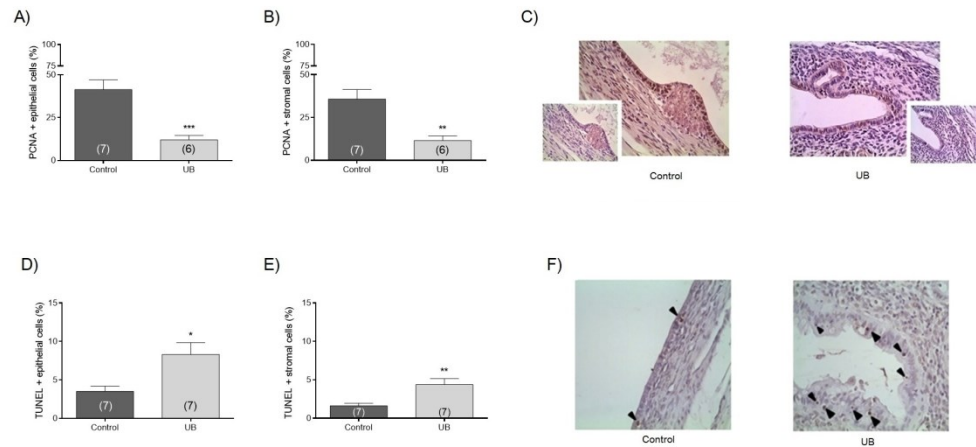 A)
PCNA + epithelial cells (%)
100
75
50
25
0
***
(7)
(6)
Control
UB
B)
PCNA + stromal cells (%)
100
75
50
25
0
**
(7)
(6)
Control
UB
C)
Control
UB
D)
TUNEL + epithelial cells (%)
15
10
5
0
*
(7)
(7)
Control
UB
E)
TUNEL + stromal cells (%)
15
10
5
0
**
(7)
(7)
Control
UB
F)
Control
UB